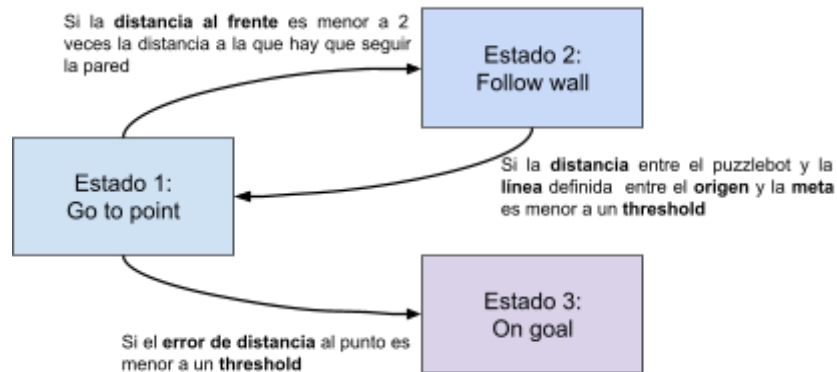 Si la distancia al frente es menor a 2
veces la distancia a la que hay que seguir
la pared
Estado 2:
Follow wall
Estado 1:
Go to point
Si la distancia entre el puzzlebot y la
línea definida entre el origen y la meta
es menor a un threshold
Estado 3:
On goal
Si el error de distancia al punto es
menor a un threshold